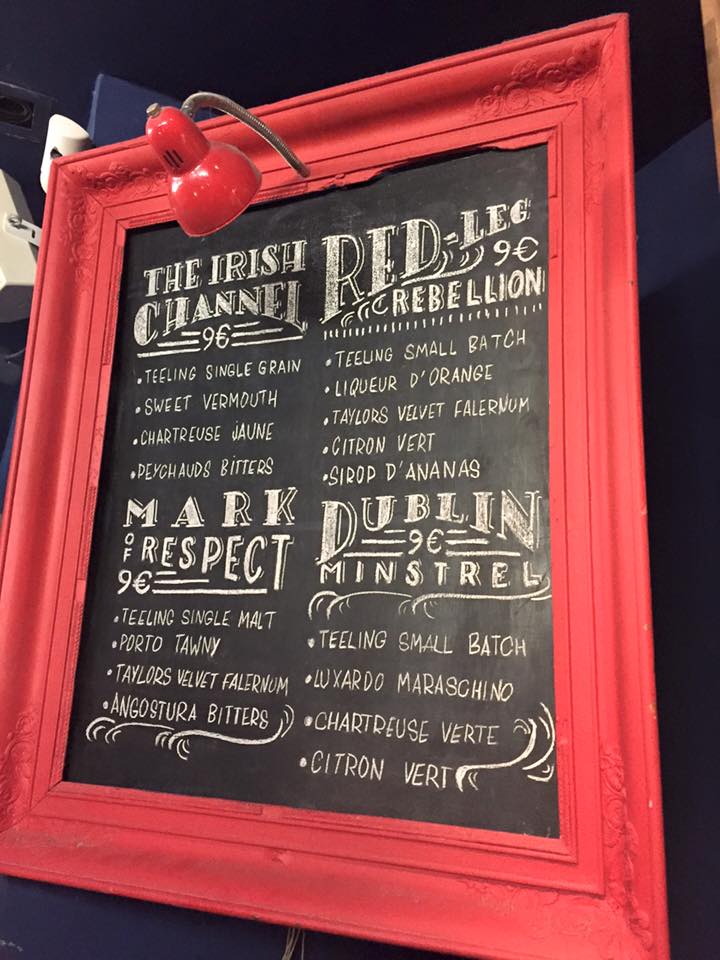 THE IRISH
CHANNEL
9€
•TEELING SINGLE GRAIN
•SWEET VERMOUTH
•CHARTREUSE JAUNE
•PEYCHAUDS BITTERS
RED-LEG
9€
REBELLION
•TEELING SMALL BATCH
•LIQUEUR D'ORANGE
•TAYLORS VELVET FALERNUM
•CITRON VERT
•SIROP D'ANANAS
MARK
OF RESPECT
9€
•TEELING SINGLE MALT
•PORTO TAWNY
•TAYLORS VELVET FALERNUM
•ANGOSTURA BITTERS
DUBLIN
9€
MINSTREL
•TEELING SMALL BATCH
•LUXARDO MARASCHINO
•CHARTREUSE VERTE
•CITRON VERT